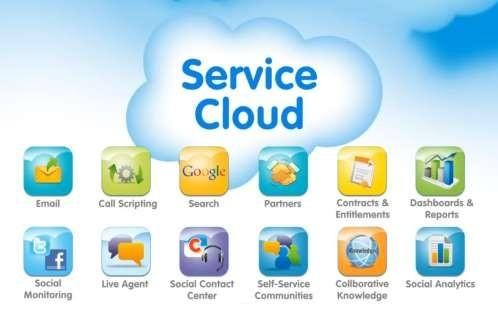 Service
Cloud
Google
Email
Call Scripting
Search
Partners
Contracts &
Entitlements
Dashboards &
Reports
Knowledge
Social
Monitoring
Live Agent
Social Contact
Center
Self-Service
Communities
Collborative
Knowledge
Social Analytics